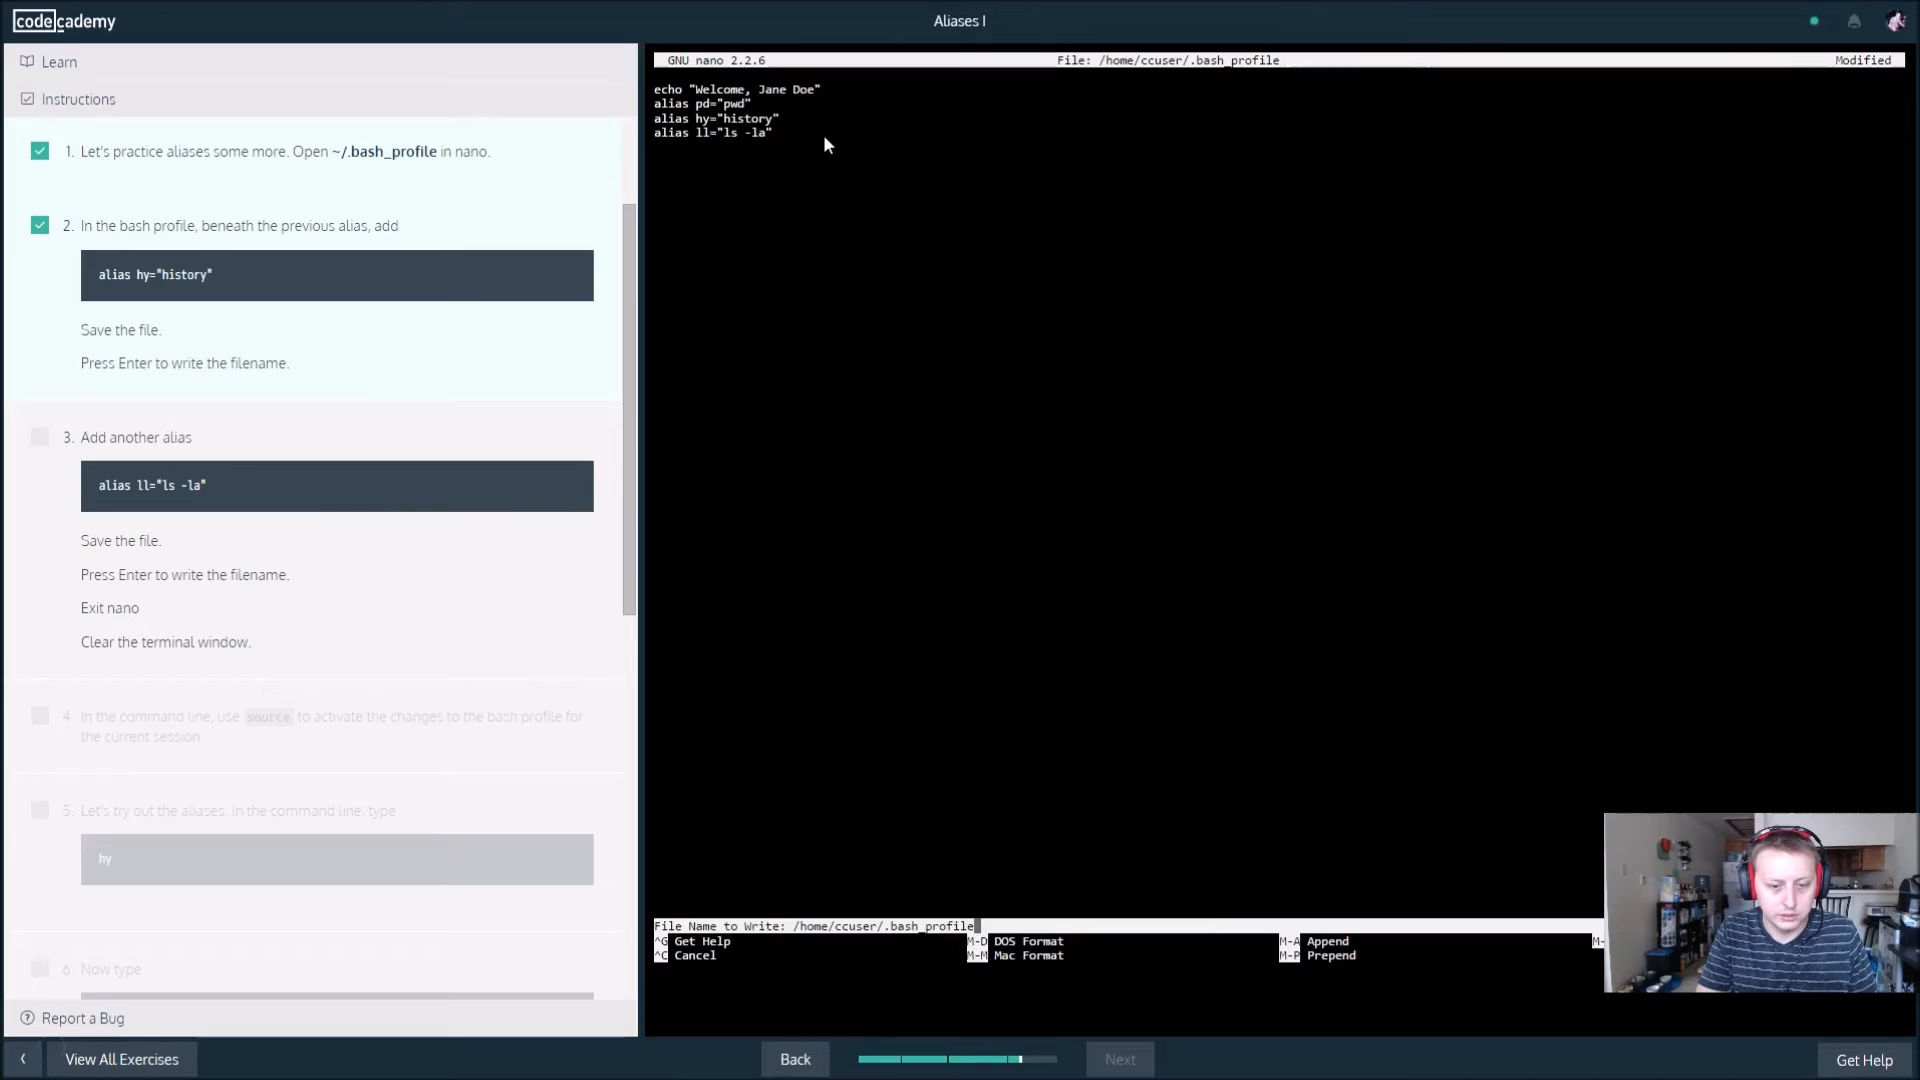 codecademy
Aliases I
Learn
Instructions
1. Let's practice aliases some more. Open ~/.bash_profile in nano.
2. In the bash profile, beneath the previous alias, add
alias hy="history"
Save the file.
Press Enter to write the filename.
3. Add another alias
alias ll="ls -la"
Save the file.
Press Enter to write the filename.
Exit nano
Clear the terminal window.
4. In the command line, use source to activate the changes to the bash profile for
the current session
5. Let's try out the aliases. In the command line, type
hy
6. Now type
Report a Bug
GNU nano 2.2.6 File: /home/ccuser/.bash_profile Modified
echo "Welcome, Jane Doe"
alias pd="pwd"
alias hy="history"
alias ll="ls -la"
File Name to Write: /home/ccuser/.bash_profile
^G Get Help M-D DOS Format M-A Append M-
^C Cancel M-M Mac Format M-P Prepend
< View All Exercises Back Next Get Help